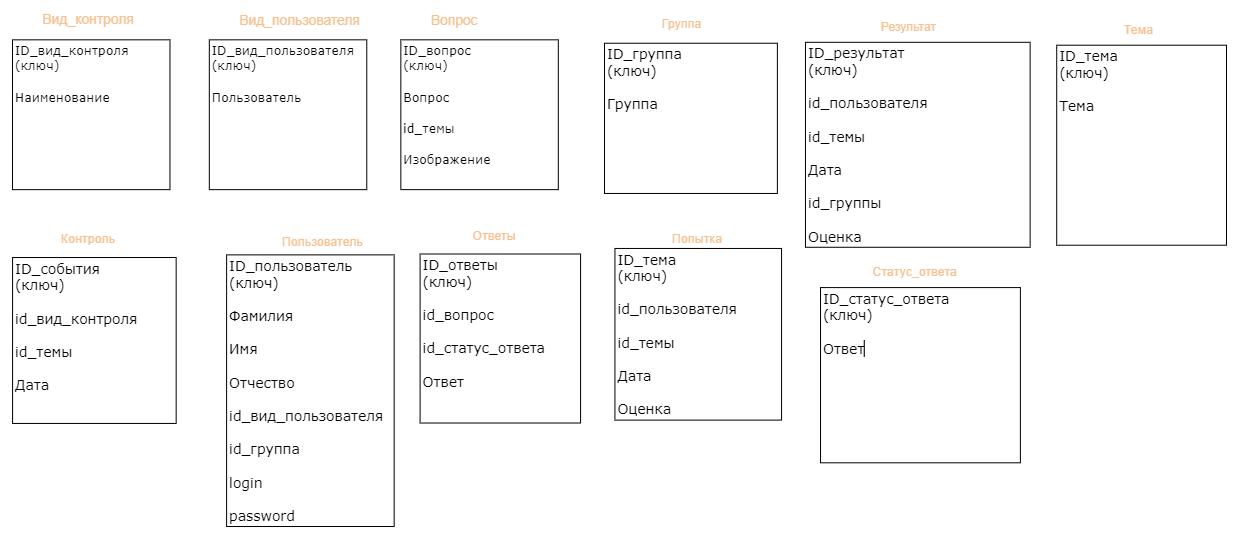 Вид_контроля
ID_вид_контроля
(ключ)
Наименование
Вид_пользователя
ID_вид_пользователя
(ключ)
Пользователь
Вопрос
ID_вопрос
(ключ)
Вопрос
id_темы
Изображение
Группа
ID_группа
(ключ)
Группа
Результат
ID_результат
(ключ)
id_пользователя
id_темы
Дата
id_группы
Оценка
Тема
ID_тема
(ключ)
Тема
Контроль
ID_события
(ключ)
id_вид_контроля
id_темы
Дата
Пользователь
ID_пользователь
(ключ)
Фамилия
Имя
Отчество
id_вид_пользователя
id_группа
login
password
Ответы
ID_ответы
(ключ)
id_вопрос
id_статус_ответа
Ответ
Попытка
ID_тема
(ключ)
id_пользователя
id_темы
Дата
Оценка
Статус_ответа
ID_статус_ответа
(ключ)
Ответ